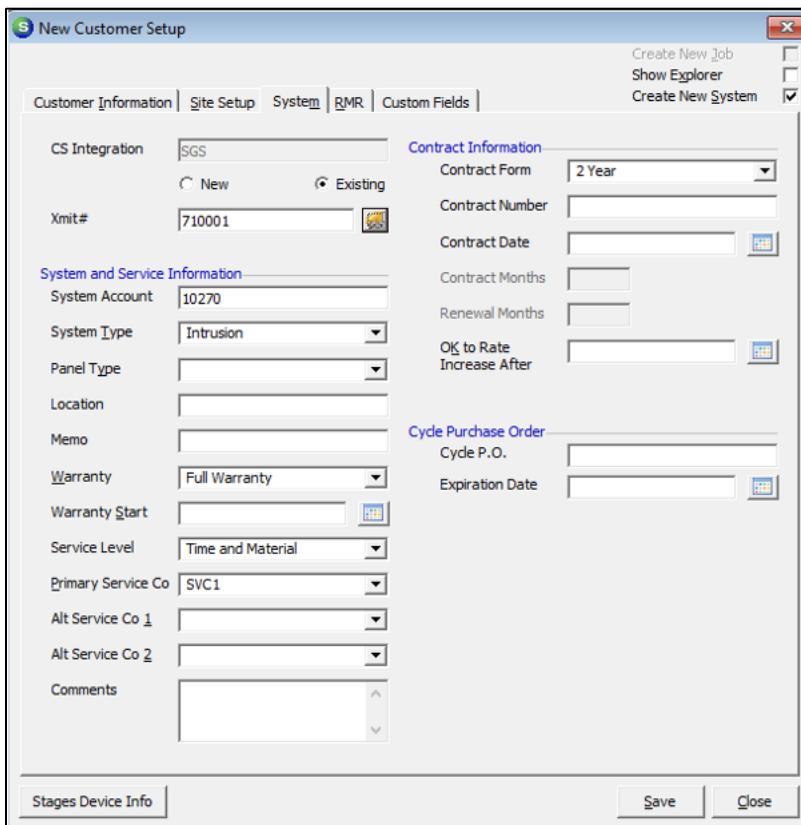 S New Customer Setup
Create New Job
Show Explorer
Create New System
Customer Information Site Setup System RMR Custom Fields
CS Integration SGS
New Existing
Xmit# 710001
System and Service Information
System Account 10270
System Type Intrusion
Panel Type
Location
Memo
Warranty Full Warranty
Warranty Start
Service Level Time and Material
Primary Service Co SVC1
Alt Service Co 1
Alt Service Co 2
Comments
Contract Information
Contract Form 2 Year
Contract Number
Contract Date
Contract Months
Renewal Months
OK to Rate
Increase After
Cycle Purchase Order
Cycle P.O.
Expiration Date
Stages Device Info Save Close